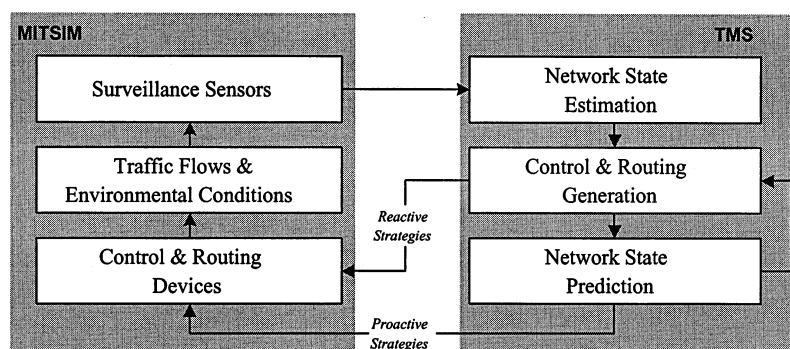 MITSIM
TMS
Surveillance Sensors
Network State
Estimation
Traffic Flows &
Environmental Conditions
Control & Routing
Generation
Reactive
Strategies
Control & Routing
Devices
Network State
Prediction
Proactive
Strategies